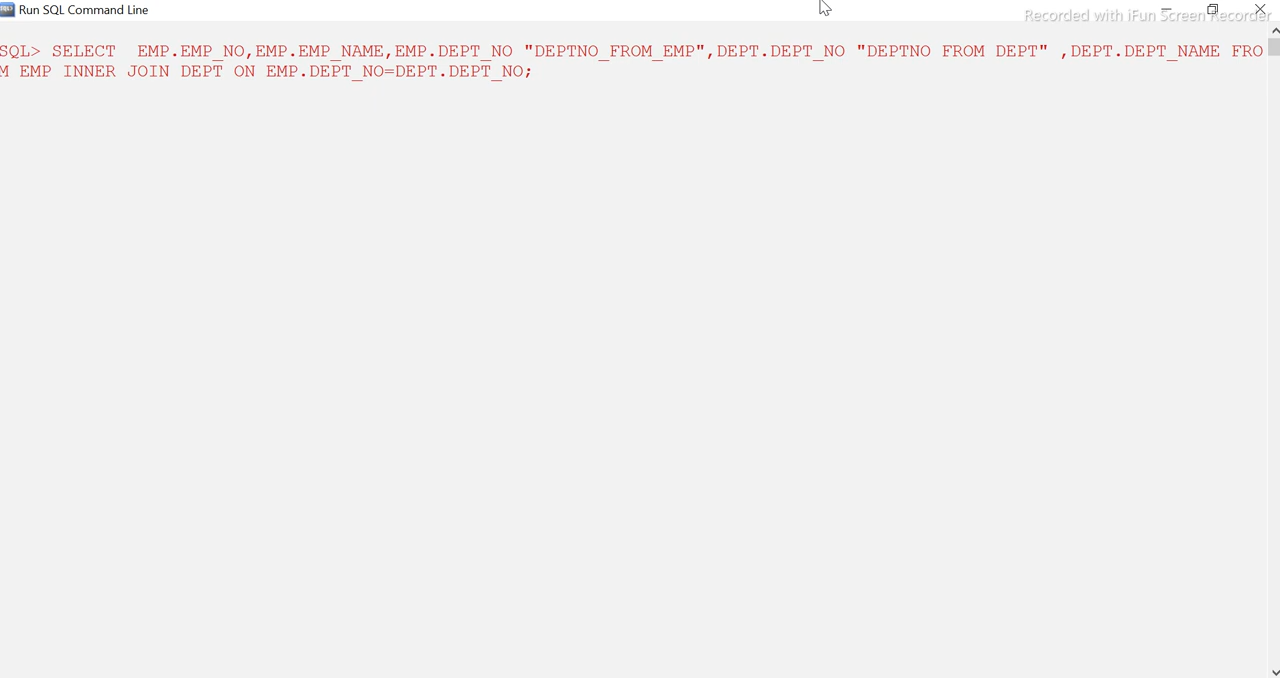 Run SQL Command Line
Recorded with iFun Screen Recorder
SQL> SELECT  EMP.EMP_NO,EMP.EMP_NAME,EMP.DEPT_NO "DEPTNO_FROM_EMP",DEPT.DEPT_NO "DEPTNO FROM DEPT" ,DEPT.DEPT_NAME FRO
M EMP INNER JOIN DEPT ON EMP.DEPT_NO=DEPT.DEPT_NO;